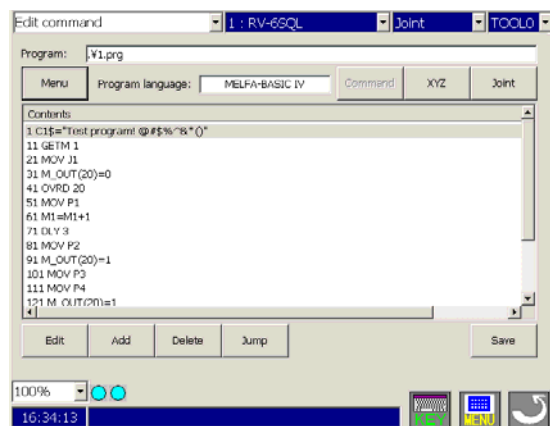 Edit command 1 : RV-6SQL Joint TOOL0
Program: .¥1.prg
Menu Program language: MELFA-BASIC IV Command XYZ Joint
Contents
1 C1$="Test program! @#$%^&*()"
11 GETM 1
21 MOV J1
31 M_OUT(20)=0
41 OVRD 20
51 MOV P1
61 M1=M1+1
71 DLY 3
81 MOV P2
91 M_OUT(20)=1
101 MOV P3
111 MOV P4
121 M_OUT(20)=1
Edit Add Delete Jump Save
100%
16:34:13 KEY MENU